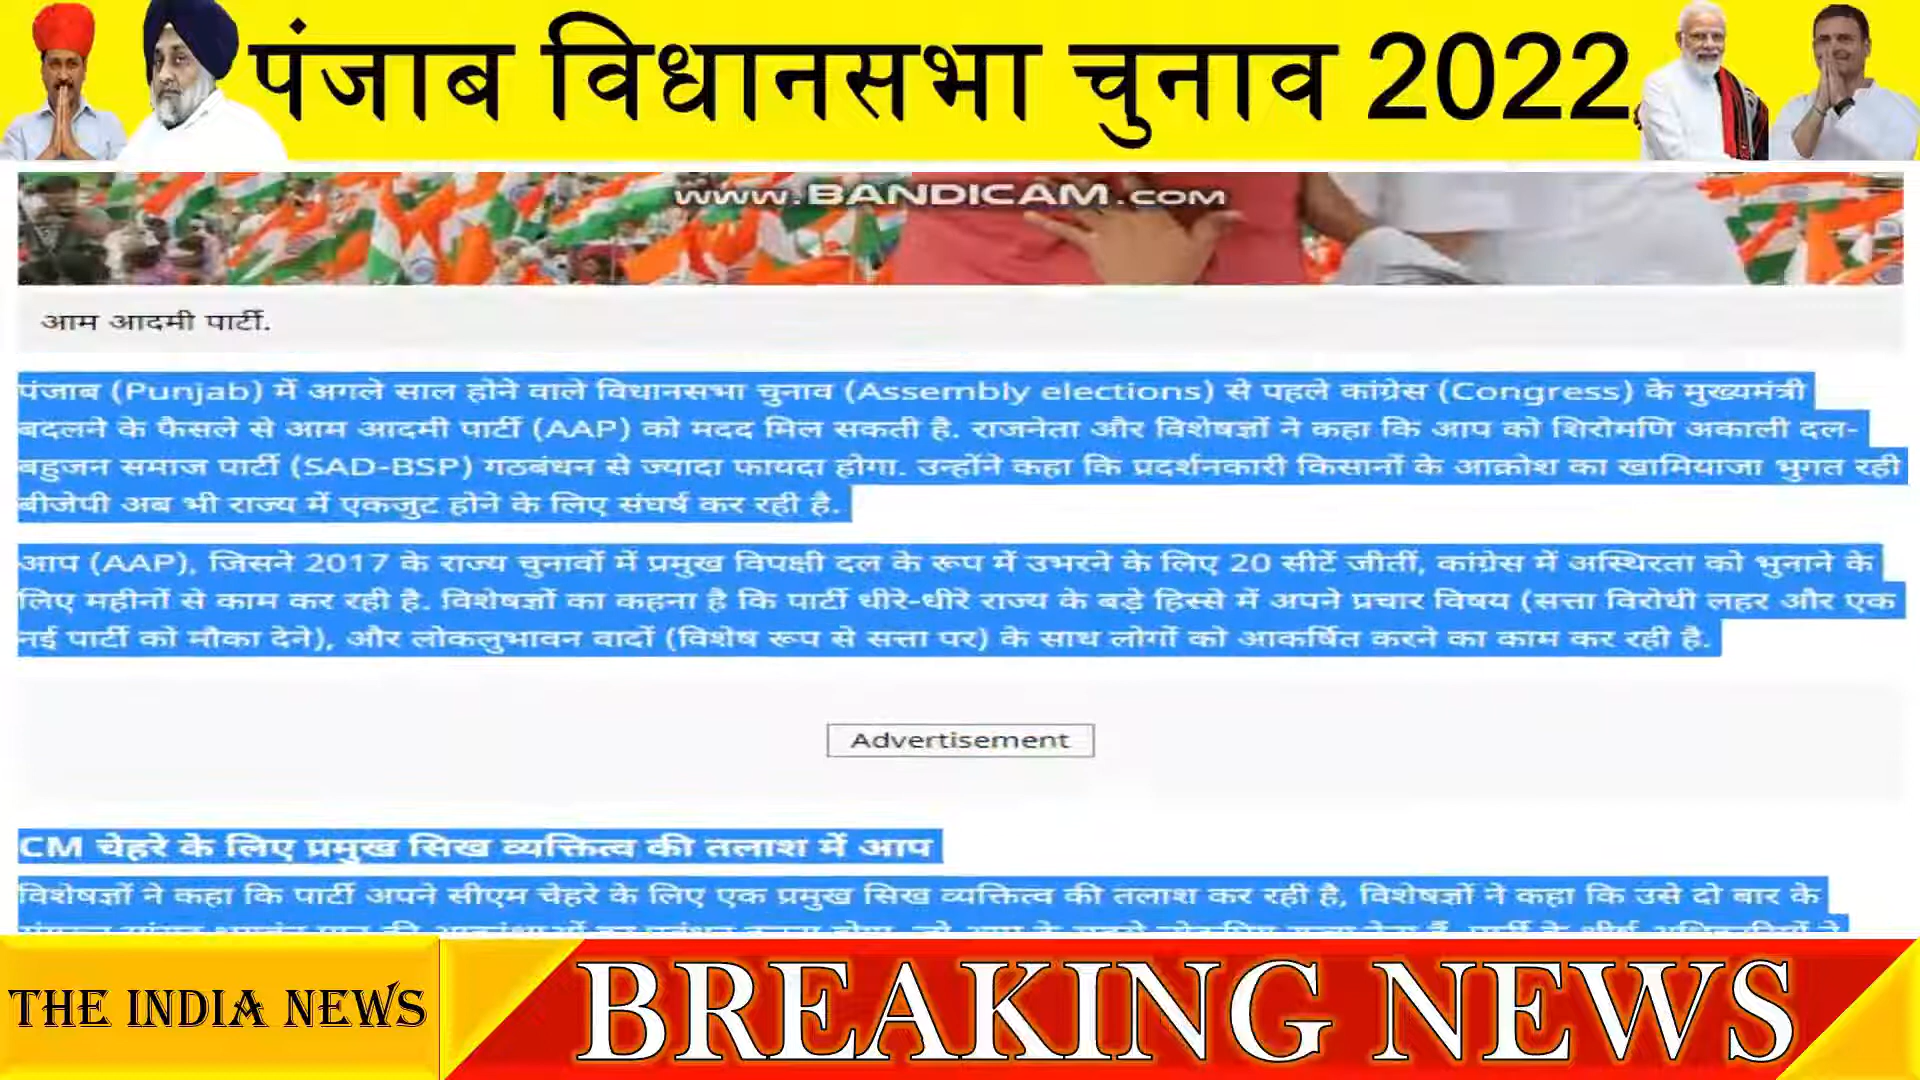 पंजाब विधानसभा चुनाव 2022
www.BANDICAM.COM
आम आदमी पार्टी.
पंजाब (Punjab) में अगले साल होने वाले विधानसभा चुनाव (Assembly elections) से पहले कांग्रेस (Congress) के मुख्यमंत्री
बदलने के फैसले से आम आदमी पार्टी (AAP) को मदद मिल सकती है. राजनेता और विशेषज्ञों ने कहा कि आप को शिरोमणि अकाली दल-
बहुजन समाज पार्टी (SAD-BSP) गठबंधन से ज्यादा फायदा होगा. उन्होंने कहा कि प्रदर्शनकारी किसानों के आक्रोश का खामियाजा भुगत रही
बीजेपी अब भी राज्य में एकजुट होने के लिए संघर्ष कर रही है.
आप (AAP), जिसने 2017 के राज्य चुनावों में प्रमुख विपक्षी दल के रूप में उभरने के लिए 20 सीटें जीतीं, कांग्रेस में अस्थिरता को भुनाने के
लिए महीनों से काम कर रही है. विशेषज्ञों का कहना है कि पार्टी धीरे-धीरे राज्य के बड़े हिस्से में अपने प्रचार विषय (सत्ता विरोधी लहर और एक
नई पार्टी को मौका देने), और लोकलुभावन वादों (विशेष रूप से सत्ता पर) के साथ लोगों को आकर्षित करने का काम कर रही है.
Advertisement
CM चेहरे के लिए प्रमुख सिख व्यक्तित्व की तलाश में आप
विशेषज्ञों ने कहा कि पार्टी अपने सीएम चेहरे के लिए एक प्रमुख सिख व्यक्तित्व की तलाश कर रही है, विशेषज्ञों ने कहा कि उसे दो बार के
THE INDIA NEWS
BREAKING NEWS